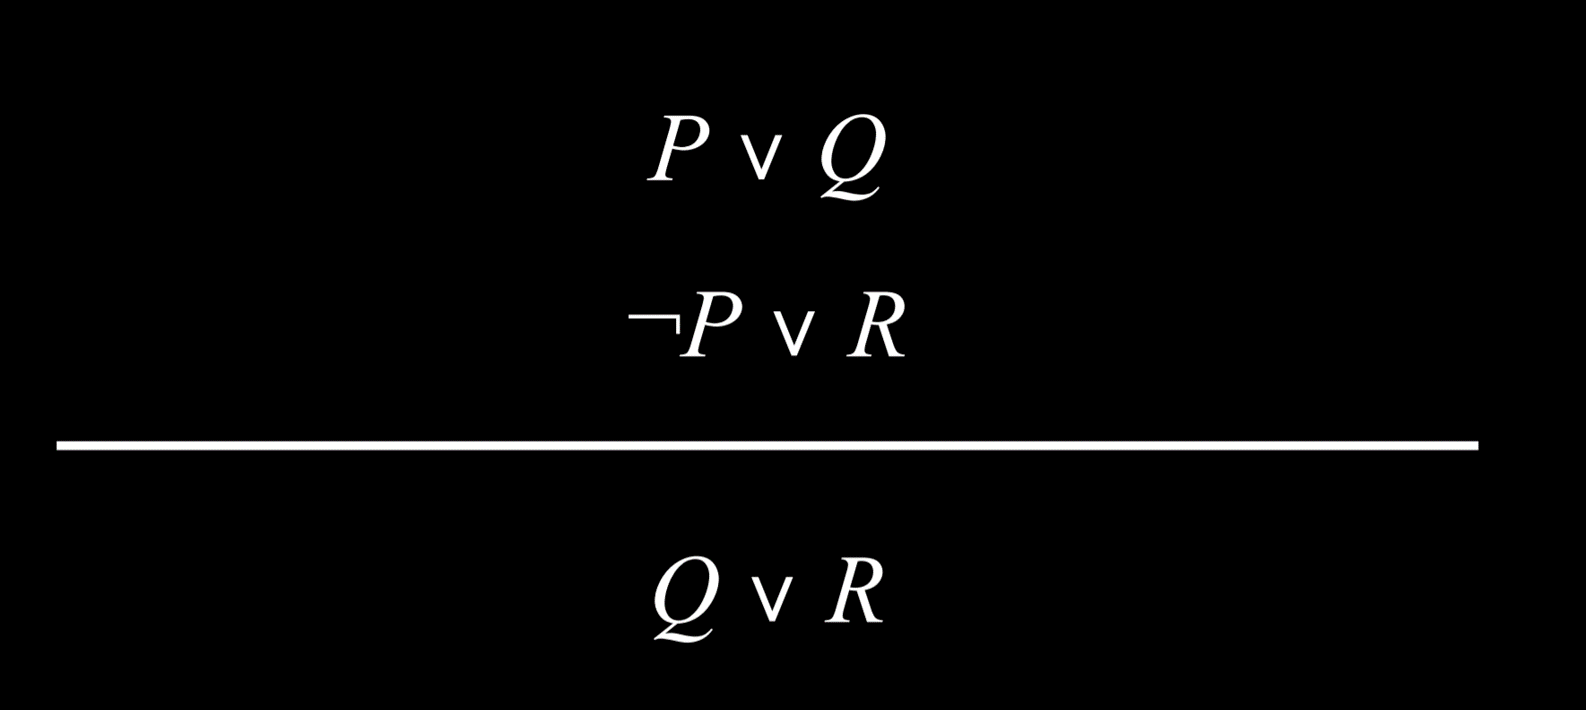 P ∨ Q
¬P ∨ R
Q ∨ R